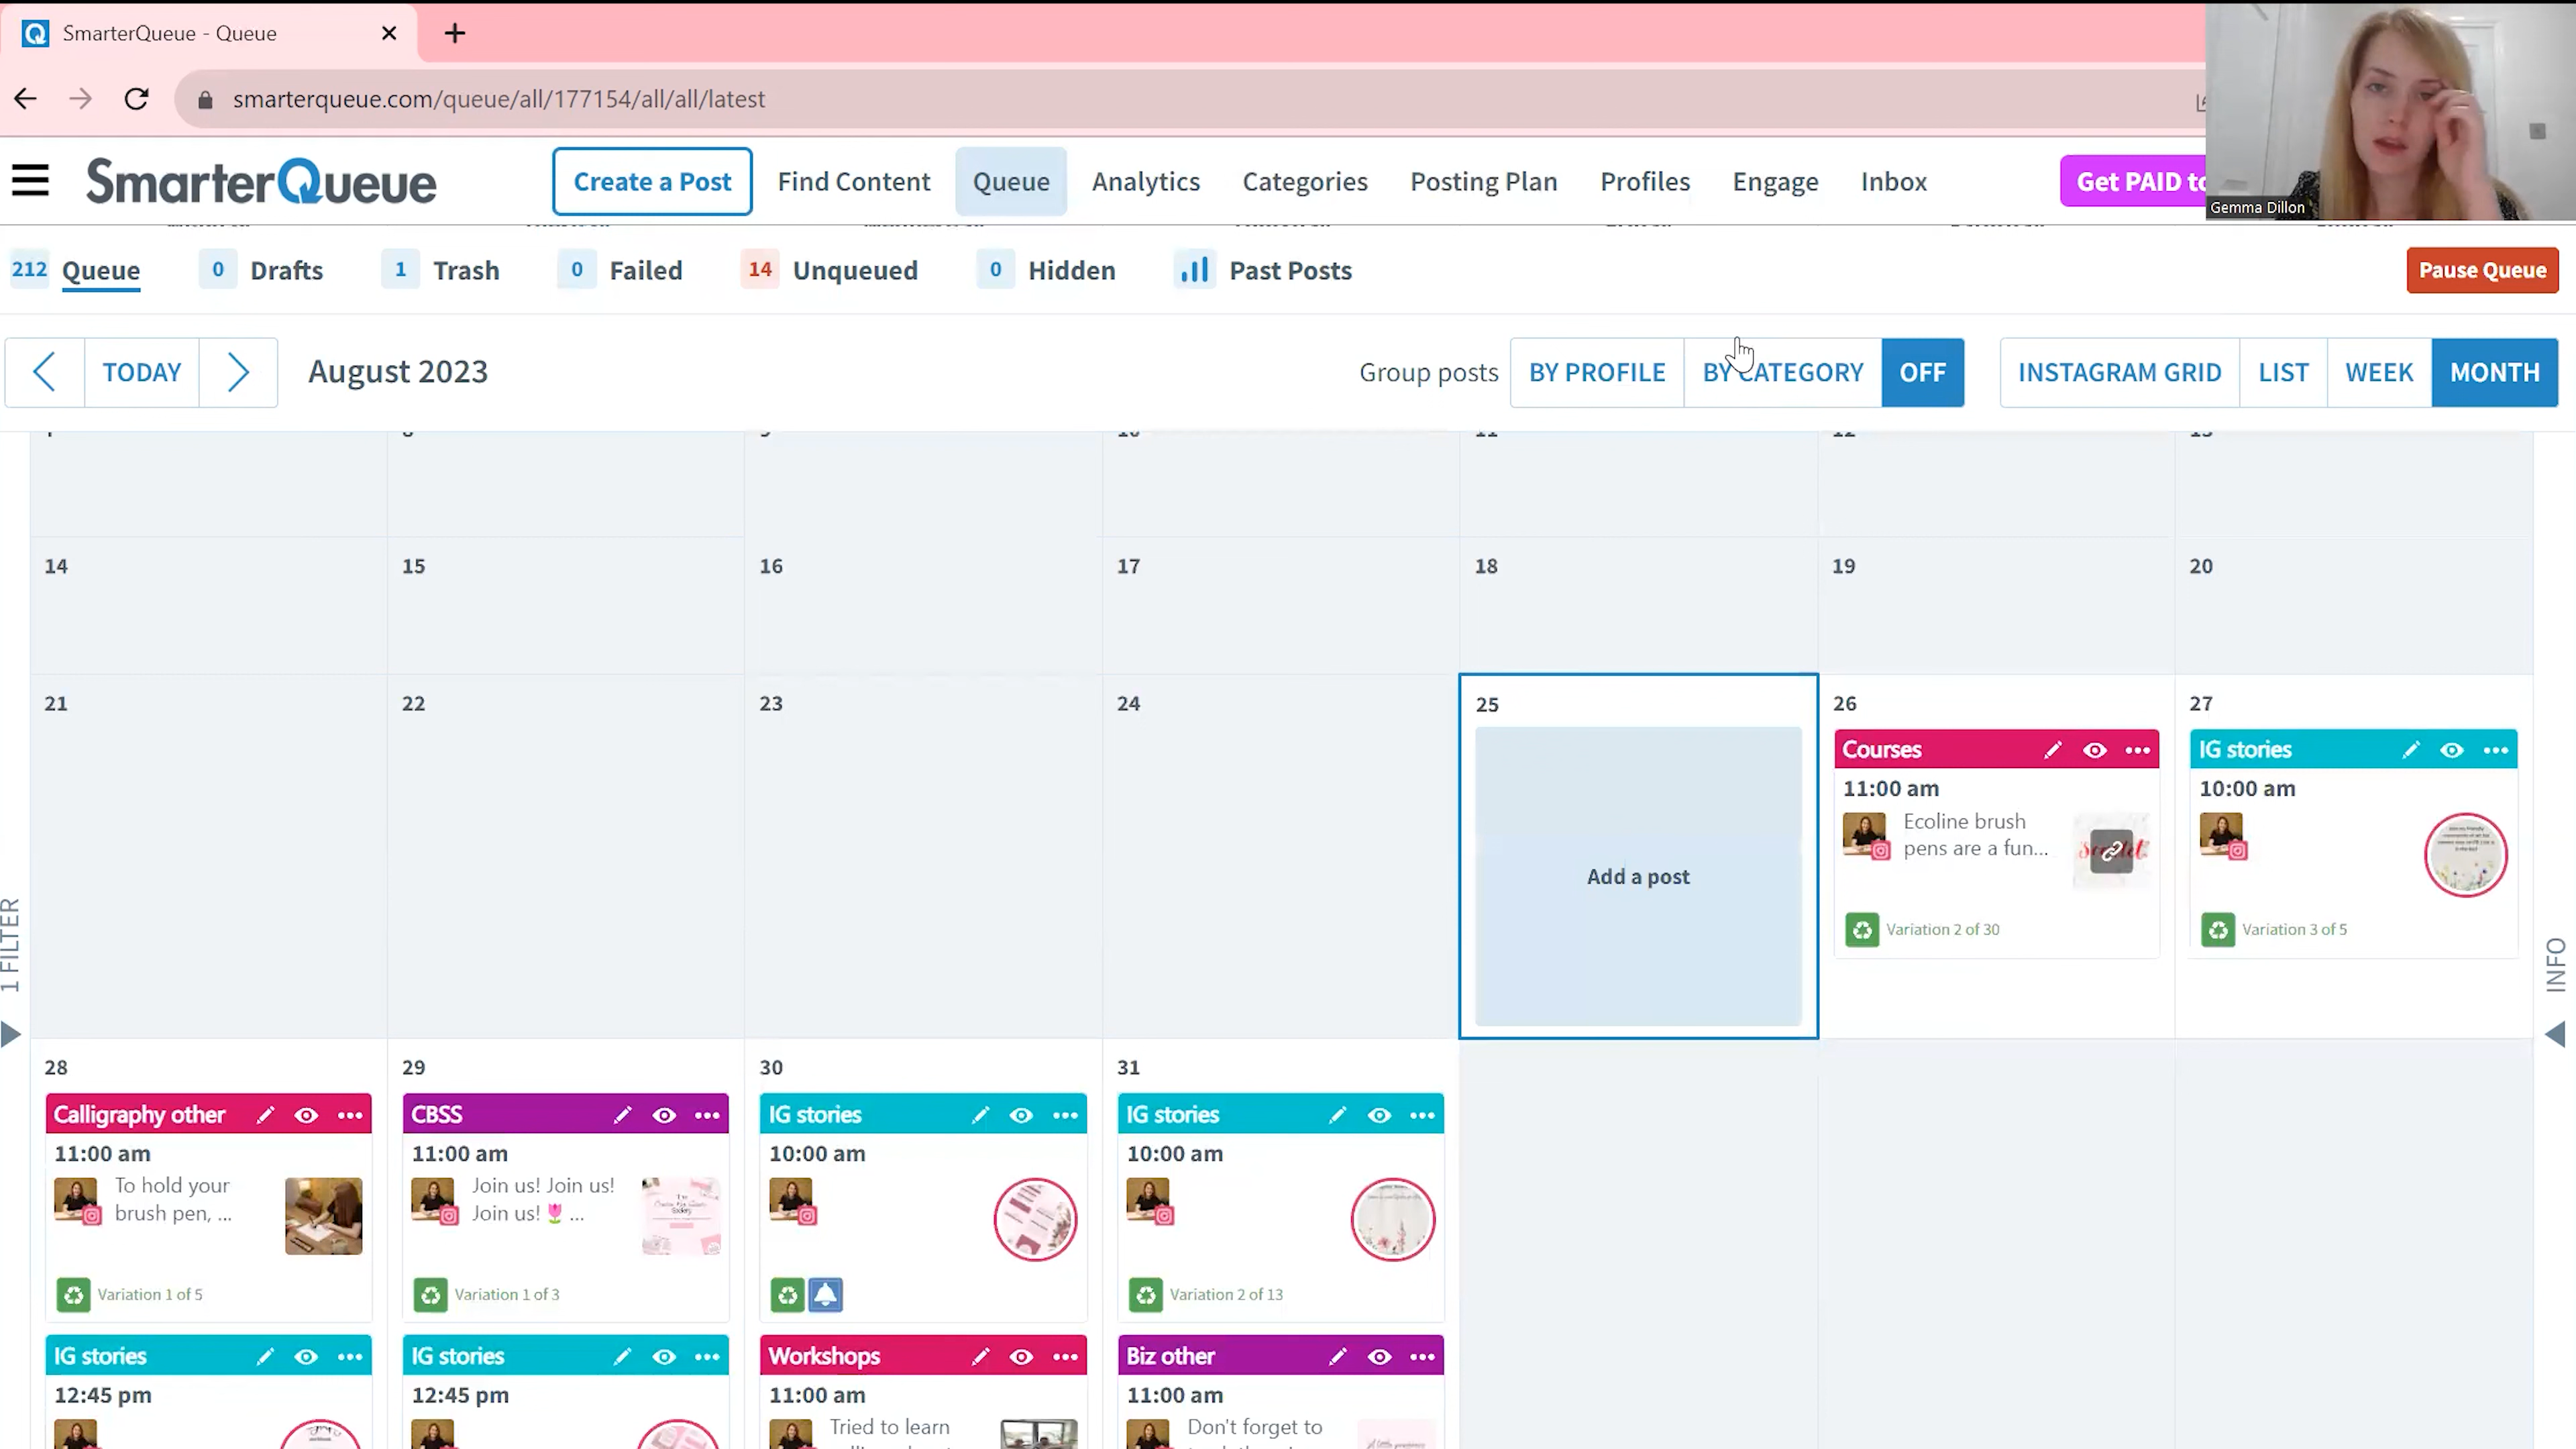 SmarterQueue - Queue
smarterqueue.com/queue/all/177154/all/all/latest
SmarterQueue
Create a Post
Find Content
Queue
Analytics
Categories
Posting Plan
Profiles
Engage
Inbox
Get PAID to
Gemma Dillon
212 Queue
0 Drafts
1 Trash
0 Failed
14 Unqueued
0 Hidden
Past Posts
Pause Queue
TODAY
August 2023
Group posts
BY PROFILE
BY CATEGORY
OFF
INSTAGRAM GRID
LIST
WEEK
MONTH
14
15
16
17
18
19
20
21
22
23
24
25
Add a post
26
Courses
11:00 am
Ecoline brush
pens are a fun...
Variation 2 of 30
27
IG stories
10:00 am
Variation 3 of 5
1 FILTER
INFO
28
Calligraphy other
11:00 am
To hold your
brush pen, ...
Variation 1 of 5
IG stories
12:45 pm
29
CBSS
11:00 am
Join us! Join us!
Join us! 🌷 ...
Variation 1 of 3
IG stories
12:45 pm
30
IG stories
10:00 am
Workshops
11:00 am
Tried to learn
31
IG stories
10:00 am
Variation 2 of 13
Biz other
11:00 am
Don't forget to